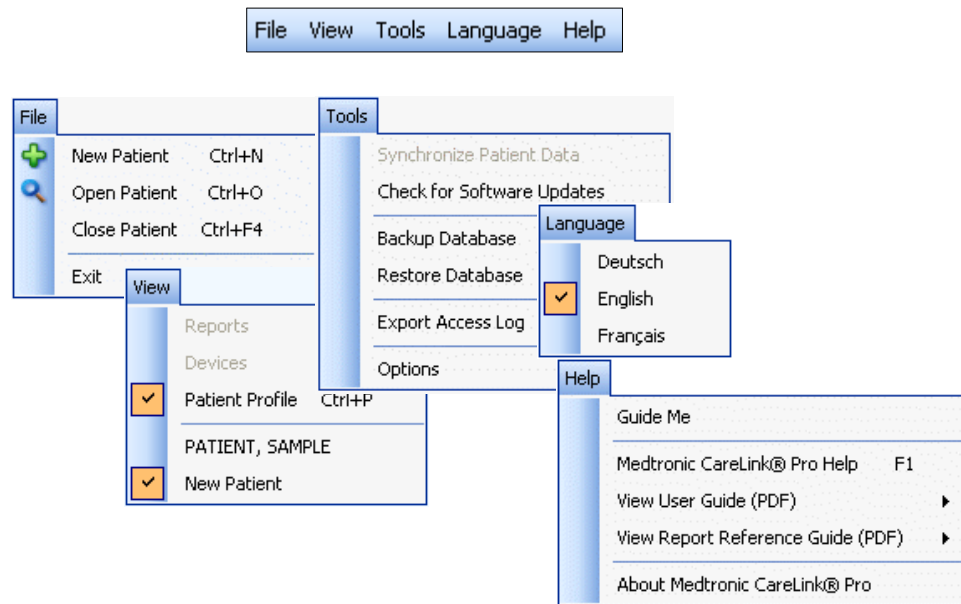 File View Tools Language Help
File
New Patient Ctrl+N
Open Patient Ctrl+O
Close Patient Ctrl+F4
Exit
View
Reports
Devices
Patient Profile Ctrl+P
PATIENT, SAMPLE
New Patient
Tools
Synchronize Patient Data
Check for Software Updates
Backup Database
Restore Database
Export Access Log
Options
Language
Deutsch
English
Français
Help
Guide Me
Medtronic CareLink® Pro Help F1
View User Guide (PDF)
View Report Reference Guide (PDF)
About Medtronic CareLink® Pro